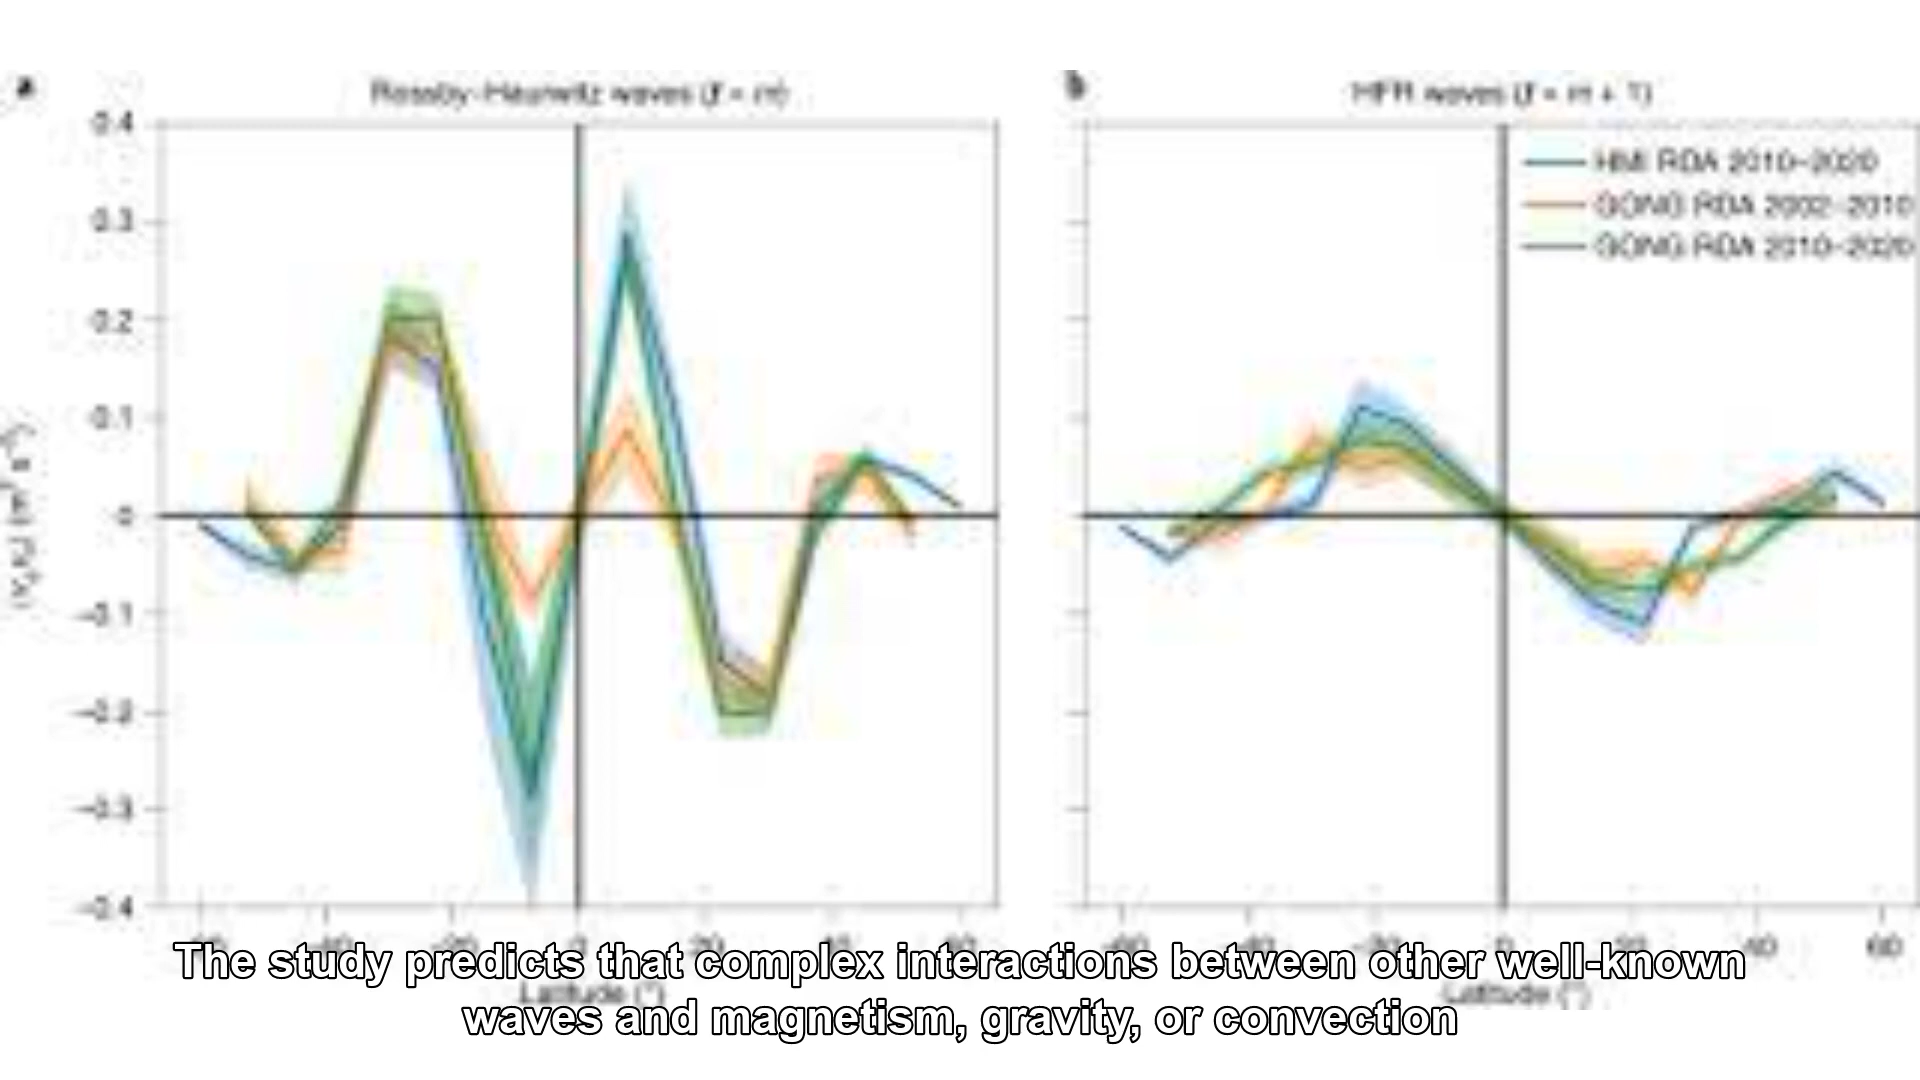 a
Rossby-Haurwitz waves (ℓ = m)
b
HFR waves (ℓ = m + 1)
0.4
0.3
0.2
0.1
0
−0.1
−0.2
−0.3
−0.4
HMI RDA 2010–2020
GONG RDA 2002–2010
GONG RDA 2010–2020
40 60
Latitude (°) Latitude (°)
The study predicts that complex interactions between other well-known
waves and magnetism, gravity, or convection